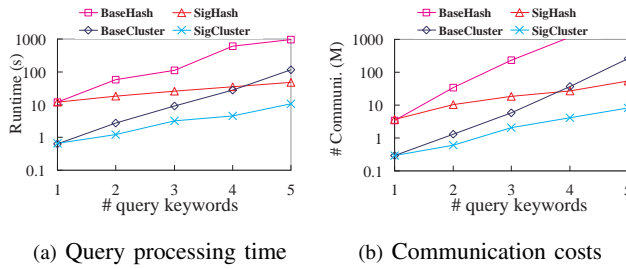 BaseHash SigHash
BaseCluster SigCluster
1000
100
10
1
0.1
Runtime (s)
1 2 3 4 5
# query keywords
(a) Query processing time
BaseHash SigHash
BaseCluster SigCluster
1000
100
10
1
0.1
# Communi. (M)
1 2 3 4 5
# query keywords
(b) Communication costs